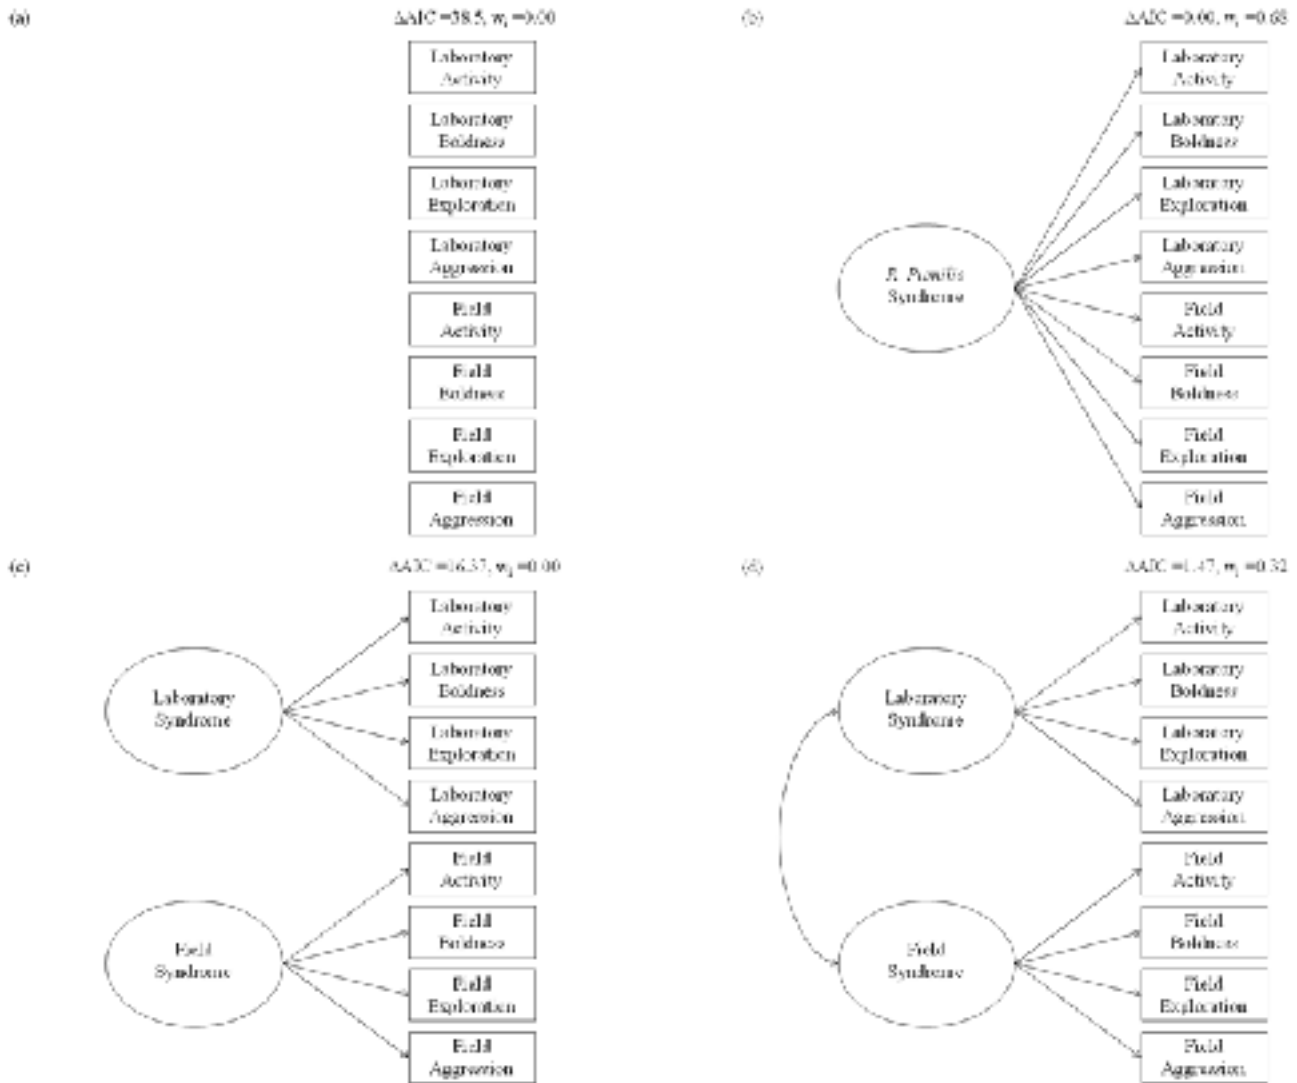 (a)
ΔAIC =38.5, wi =0.00
Laboratory
Activity
Laboratory
Boldness
Laboratory
Exploration
Laboratory
Aggression
Field
Activity
Field
Boldness
Field
Exploration
Field
Aggression
(b)
ΔAIC =0.00, wi =0.68
R. Pumilio
Syndrome
Laboratory
Activity
Laboratory
Boldness
Laboratory
Exploration
Laboratory
Aggression
Field
Activity
Field
Boldness
Field
Exploration
Field
Aggression
(c)
ΔAIC =16.37, wi =0.00
Laboratory
Syndrome
Laboratory
Activity
Laboratory
Boldness
Laboratory
Exploration
Laboratory
Aggression
Field
Syndrome
Field
Activity
Field
Boldness
Field
Exploration
Field
Aggression
(d)
ΔAIC =1.47, wi =0.32
Laboratory
Syndrome
Laboratory
Activity
Laboratory
Boldness
Laboratory
Exploration
Laboratory
Aggression
Field
Syndrome
Field
Activity
Field
Boldness
Field
Exploration
Field
Aggression